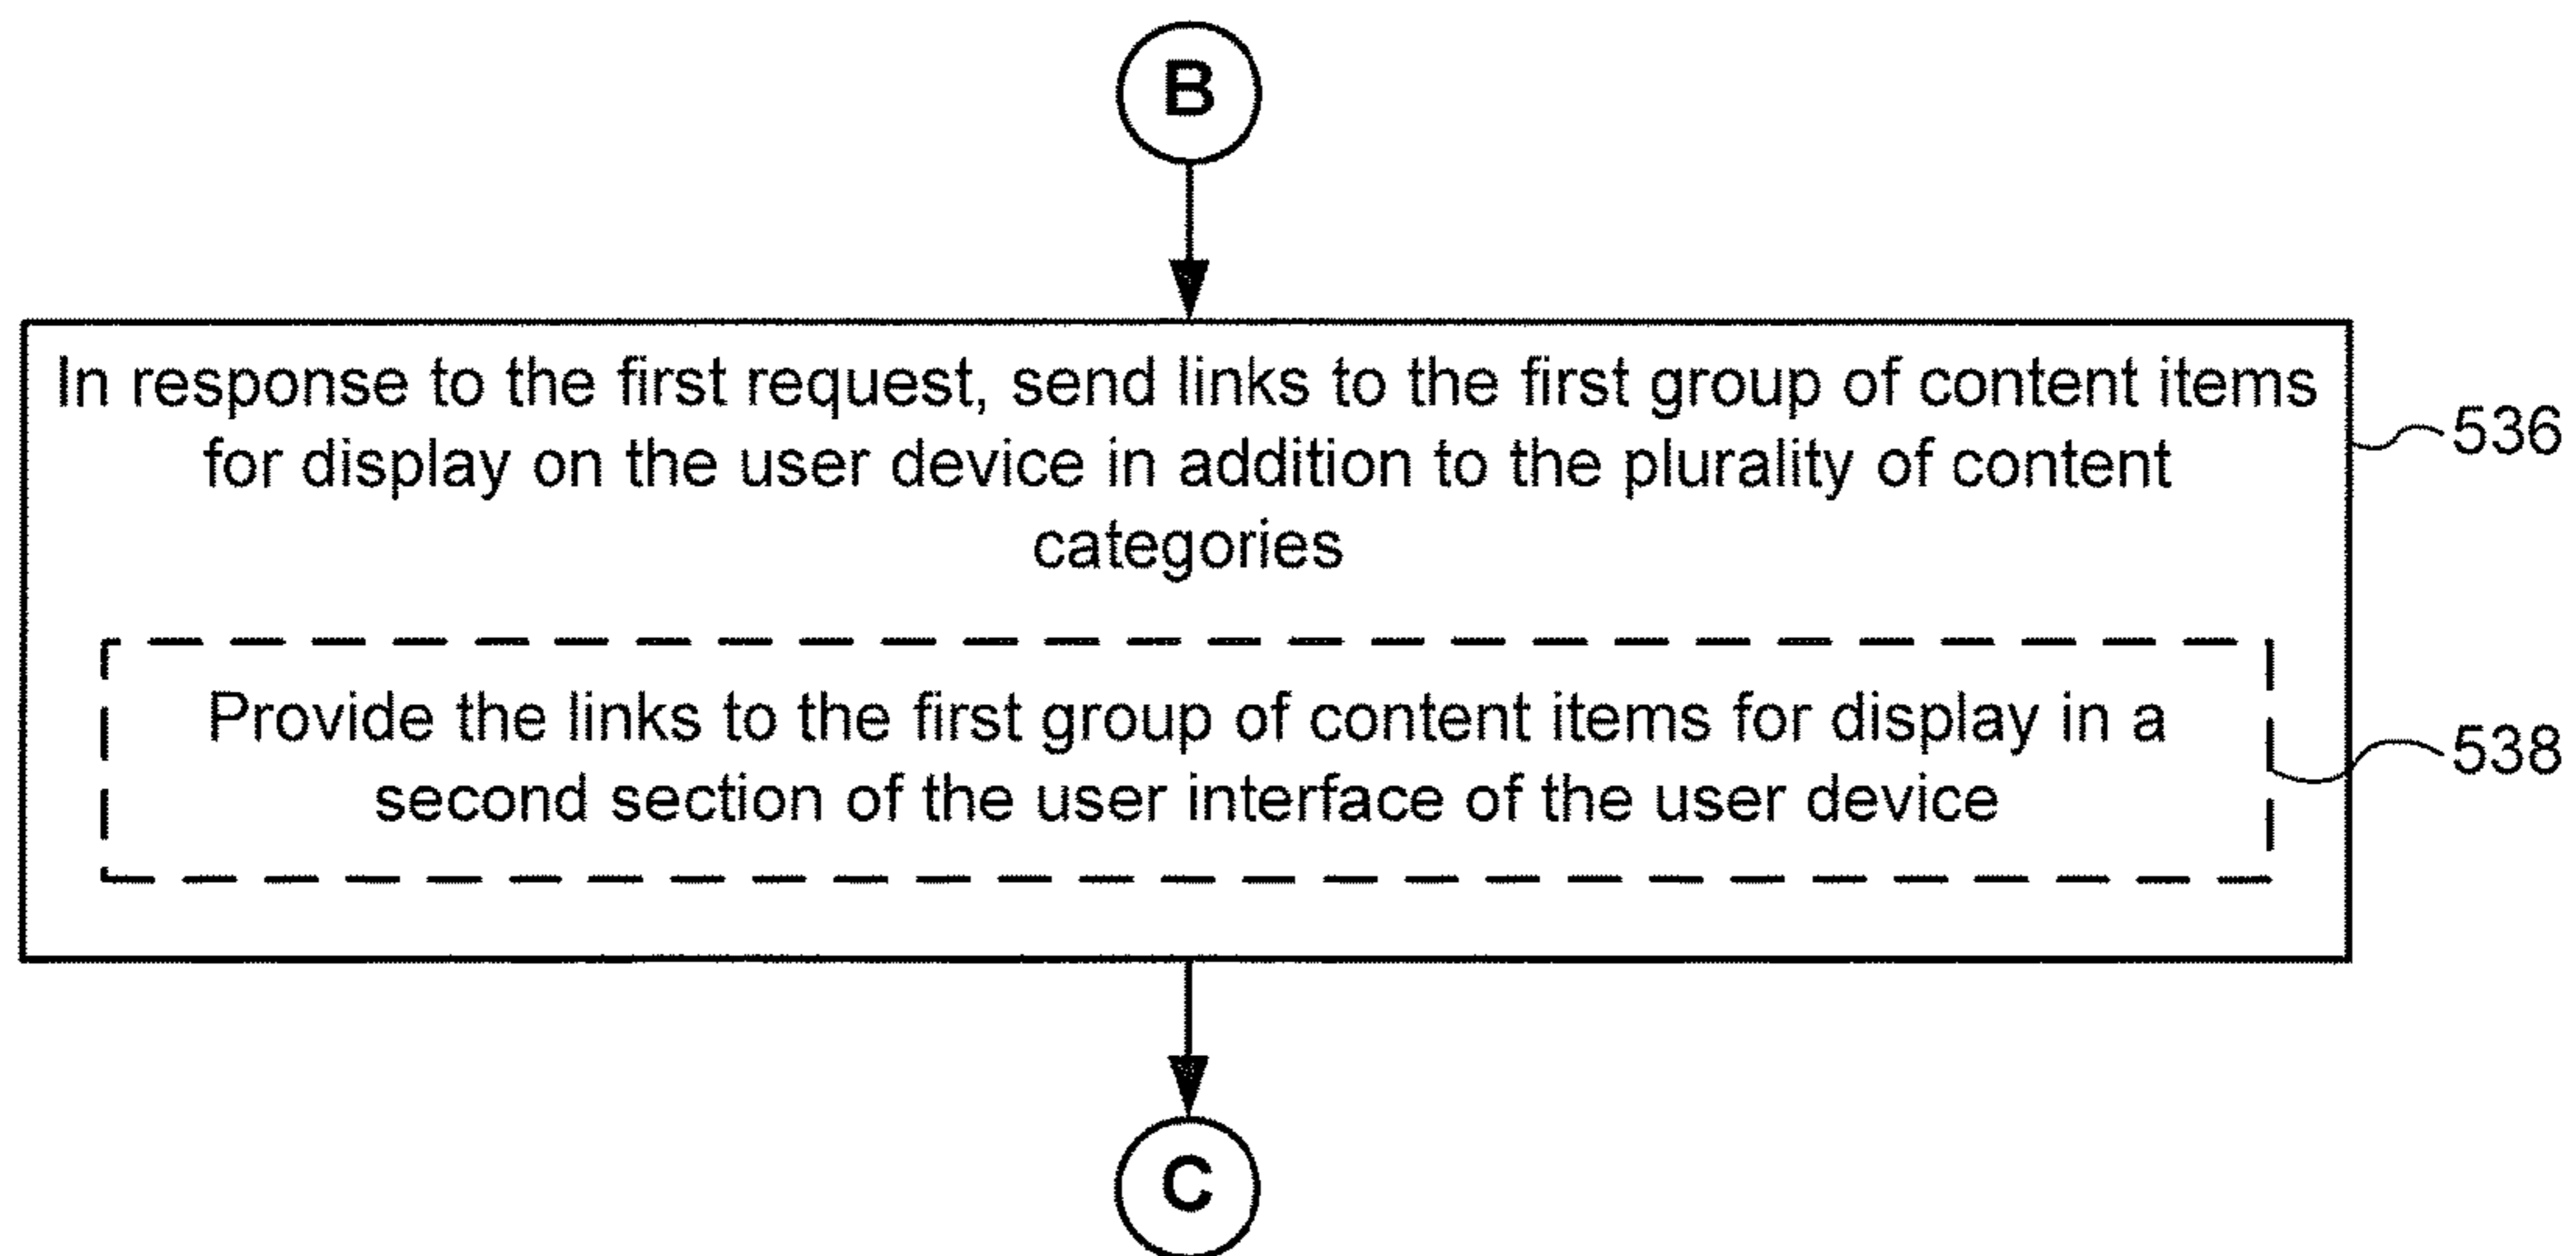 B
In response to the first request, send links to the first group of content items
for display on the user device in addition to the plurality of content
categories
536
Provide the links to the first group of content items for display in a
second section of the user interface of the user device
538
C